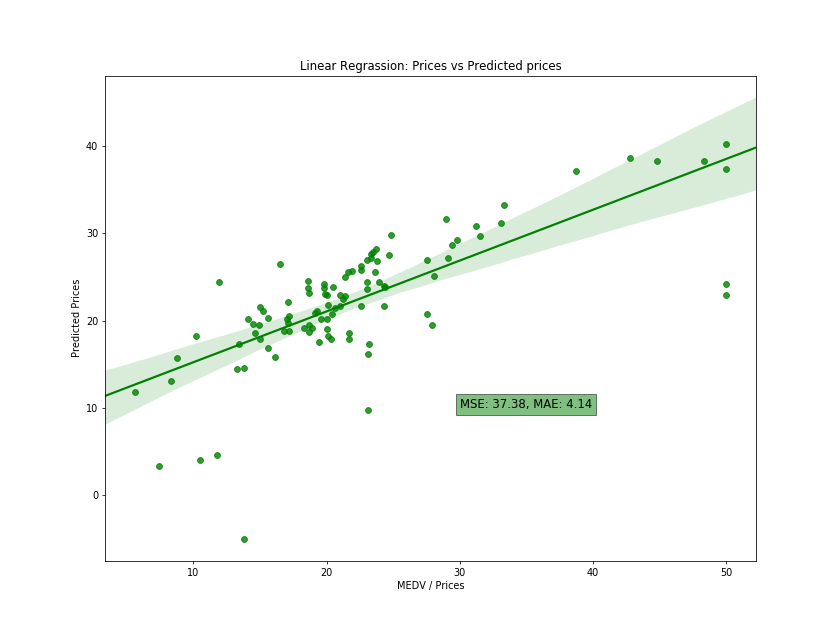 Linear Regrassion: Prices vs Predicted prices
Predicted Prices
40
30
20
10
0
MSE: 37.38, MAE: 4.14
10 20 30 40 50
MEDV / Prices